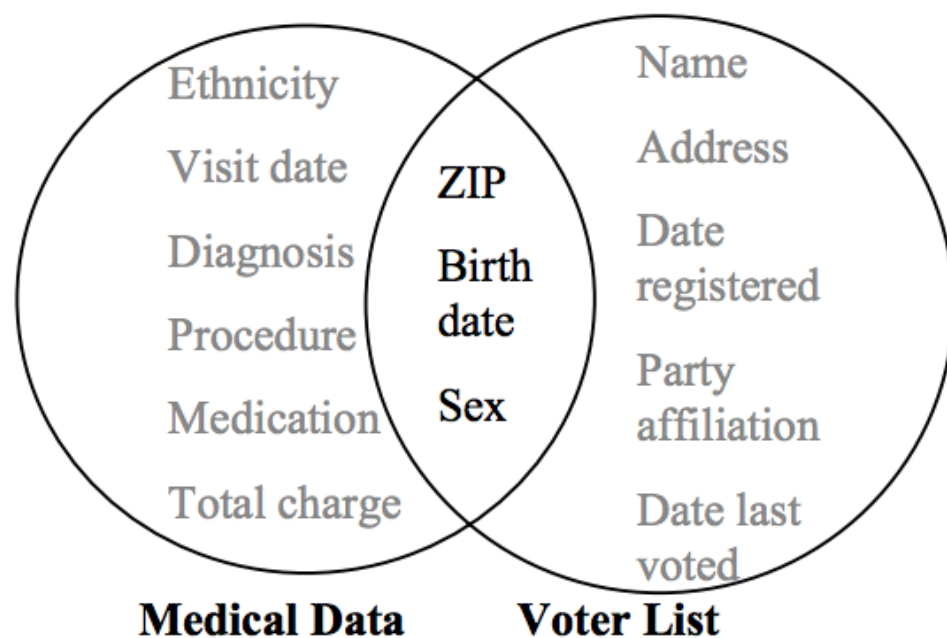 Ethnicity
Visit date
Diagnosis
Procedure
Medication
Total charge
ZIP
Birth
date
Sex
Name
Address
Date
registered
Party
affiliation
Date last
voted
Medical Data
Voter List